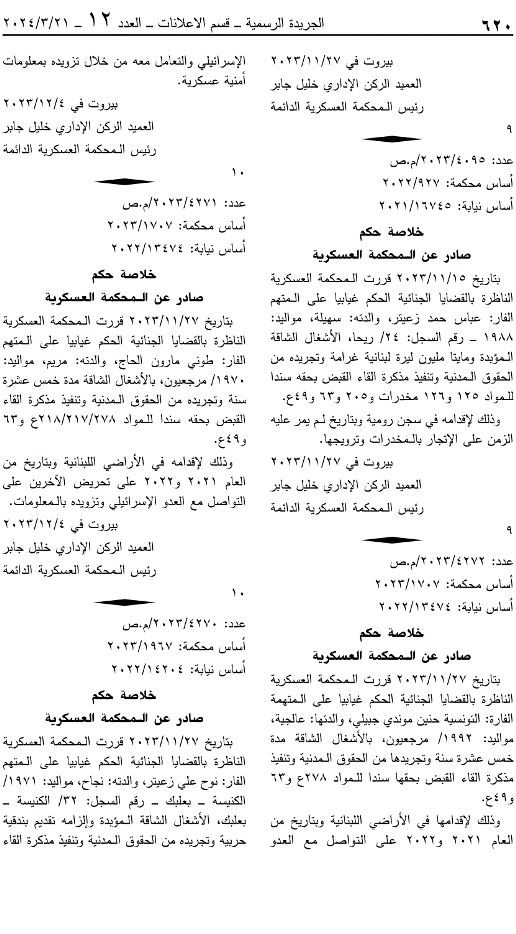 ٦٢٠
الجريدة الرسمية ــ قسم الاعلانات ــ العدد ١٢ ــ ٢٠٢٤/٣/٢١
بيروت في ٢٠٢٣/١١/٢٧
العميد الركن الإداري خليل جابر
رئيس المحكمة العسكرية الدائمة
٩
عدد: ٢٠٢٣/٤٠٩٥/م.ص
أساس محكمة: ٢٠٢٢/٩٢٧
أساس نيابة: ٢٠٢١/١٦٧٤٥
خلاصة حكم
صادر عن المحكمة العسكرية
بتاريخ ٢٠٢٣/١١/١٥ قررت المحكمة العسكرية
الناظرة بالقضايا الجنائية الحكم غيابيا على المتهم
الفار: عباس حمد زعيتر، والدته: سهيلة، مواليد:
١٩٨٨ ــ رقم السجل: ٢٤/ ريحا، الأشغال الشاقة
المؤبدة ومايتا مليون ليرة لبنانية غرامة وتجريده من
الحقوق المدنية وتنفيذ مذكرة القاء القبض بحقه سندا
للمواد ١٢٥ و١٢٦ مخدرات و٢٠٥ و٦٣ و٤٩ع.
وذلك لإقدامه في سجن رومية وبتاريخ لم يمر عليه
الزمن على الإتجار بالمخدرات وترويجها.
بيروت في ٢٠٢٣/١١/٢٧
العميد الركن الإداري خليل جابر
رئيس المحكمة العسكرية الدائمة
٩
عدد: ٢٠٢٣/٤٢٧٢/م.ص
أساس محكمة: ٢٠٢٣/١٧٠٧
أساس نيابة: ٢٠٢٢/١٣٤٧٤
خلاصة حكم
صادر عن المحكمة العسكرية
بتاريخ ٢٠٢٣/١١/٢٧ قررت المحكمة العسكرية
الناظرة بالقضايا الجنائية الحكم غيابيا على المتهمة
الفارة: التونسية حنين موندي جبيلي، والدتها: عالجية،
مواليد: ١٩٩٢/ مرجعيون، بالأشغال الشاقة مدة
خمس عشرة سنة وتجريدها من الحقوق المدنية وتنفيذ
مذكرة القاء القبض بحقها سندا للمواد ٢٧٨ع و٦٣
و٤٩ع.
وذلك لإقدامها في الأراضي اللبنانية وبتاريخ من
العام ٢٠٢١ و٢٠٢٢ على التواصل مع العدو
الإسرائيلي والتعامل معه من خلال تزويده بمعلومات
أمنية عسكرية.
بيروت في ٢٠٢٣/١٢/٤
العميد الركن الإداري خليل جابر
رئيس المحكمة العسكرية الدائمة
١٠
عدد: ٢٠٢٣/٤٢٧١/م.ص
أساس محكمة: ٢٠٢٣/١٧٠٧
أساس نيابة: ٢٠٢٢/١٣٤٧٤
خلاصة حكم
صادر عن المحكمة العسكرية
بتاريخ ٢٠٢٣/١١/٢٧ قررت المحكمة العسكرية
الناظرة بالقضايا الجنائية الحكم غيابيا على المتهم
الفار: طوني مارون الحاج، والدته: مريم، مواليد:
١٩٧٠/ مرجعيون، بالأشغال الشاقة مدة خمس عشرة
سنة وتجريده من الحقوق المدنية وتنفيذ مذكرة القاء
القبض بحقه سندا للمواد ٢١٨/٢١٧/٢٧٨ع و٦٣
و٤٩ع.
وذلك لإقدامه في الأراضي اللبنانية وبتاريخ من
العام ٢٠٢١ و٢٠٢٢ على تحريض الآخرين على
التواصل مع العدو الإسرائيلي وتزويده بالمعلومات.
بيروت في ٢٠٢٣/١٢/٤
العميد الركن الإداري خليل جابر
رئيس المحكمة العسكرية الدائمة
١٠
عدد: ٢٠٢٣/٤٢٧٠/م.ص
أساس محكمة: ٢٠٢٣/١٩٦٧
أساس نيابة: ٢٠٢٢/١٤٢٠٤
خلاصة حكم
صادر عن المحكمة العسكرية
بتاريخ ٢٠٢٣/١١/٢٧ قررت المحكمة العسكرية
الناظرة بالقضايا الجنائية الحكم غيابيا على المتهم
الفار: نوح علي زعيتر، والدته: نجاح، مواليد: ١٩٧١/
الكنيسة ــ بعلبك ــ رقم السجل: ٣٢/ الكنيسة ــ
بعلبك، الأشغال الشاقة المؤبدة وإلزامه تقديم بندقية
حربية وتجريده من الحقوق المدنية وتنفيذ مذكرة القاء